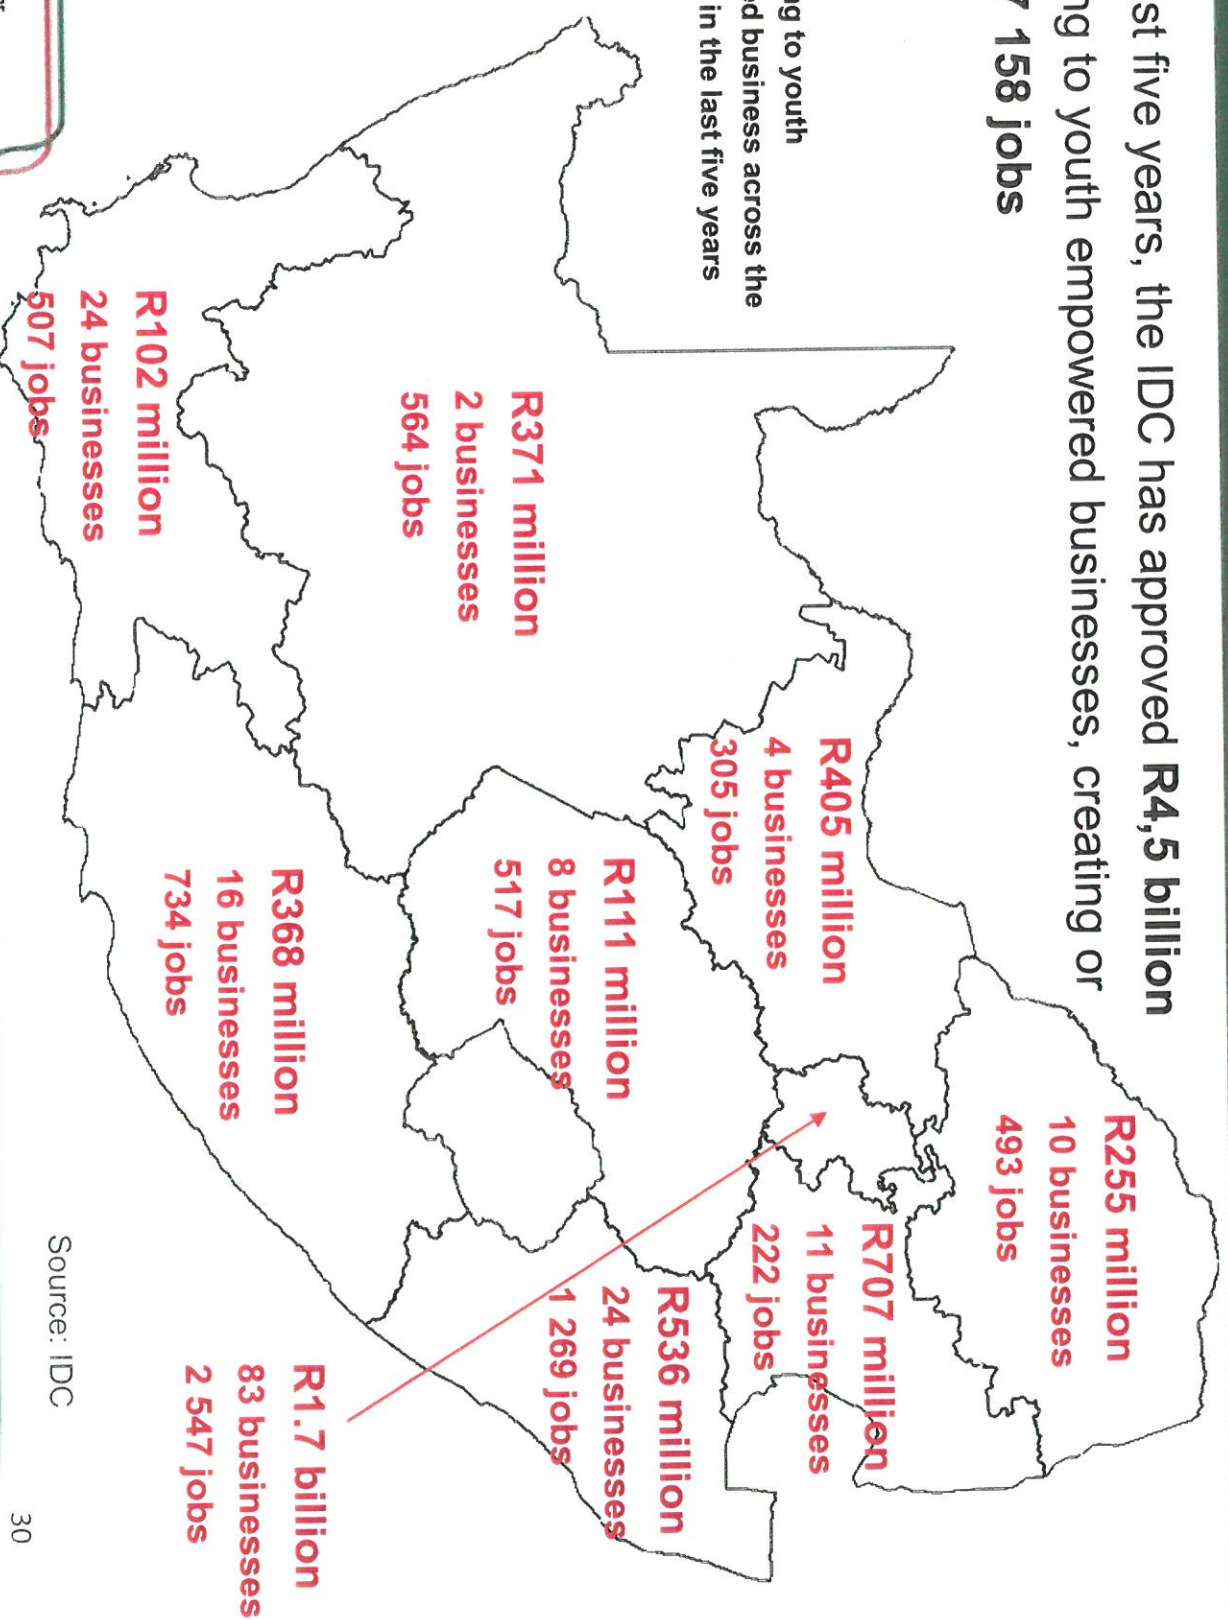 st five years, the IDC has approved R4,5 billion
ng to youth empowered businesses, creating or
7 158 jobs
ng to youth
ed business across the
in the last five years
R255 million
10 businesses
493 jobs
R405 million
4 businesses
305 jobs
R707 million
11 businesses
222 jobs
R371 million
2 businesses
564 jobs
R111 million
8 businesses
517 jobs
R536 million
24 businesses
1 269 jobs
R368 million
16 businesses
734 jobs
R102 million
24 businesses
507 jobs
R1.7 billion
83 businesses
2 547 jobs
Source: IDC
30